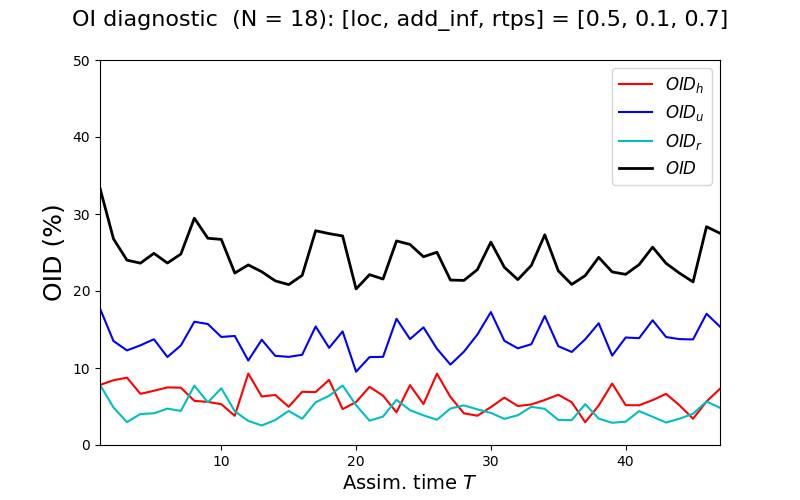 OI diagnostic (N = 18): [loc, add_inf, rtps] = [0.5, 0.1, 0.7]
50
40
30
20
10
0
OID (%)
OID_h
OID_u
OID_r
OID
10 20 30 40
Assim. time T